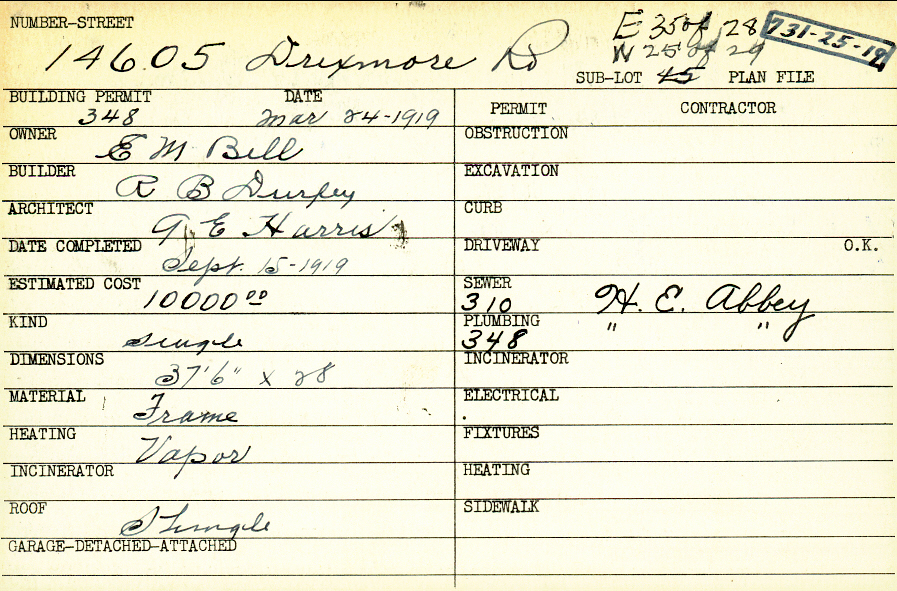 NUMBER-STREET
14605 Drexmore Rd
E 35 of 28
W 25 of 29
731-25-12
SUB-LOT 45 PLAN FILE
BUILDING PERMIT DATE
348 Mar 24-1919
OWNER
E M Bell
BUILDER
R B Durfey
ARCHITECT
G E Harris
DATE COMPLETED
Sept. 15-1919
ESTIMATED COST
10000 00
KIND
Single
DIMENSIONS
37'6" x 28
MATERIAL
Frame
HEATING
Vapor
INCINERATOR
ROOF
Shingle
GARAGE-DETACHED-ATTACHED
PERMIT CONTRACTOR
OBSTRUCTION
EXCAVATION
CURB
DRIVEWAY O.K.
SEWER
310 H. E. Abbey
PLUMBING
348 " "
INCINERATOR
ELECTRICAL
FIXTURES
HEATING
SIDEWALK